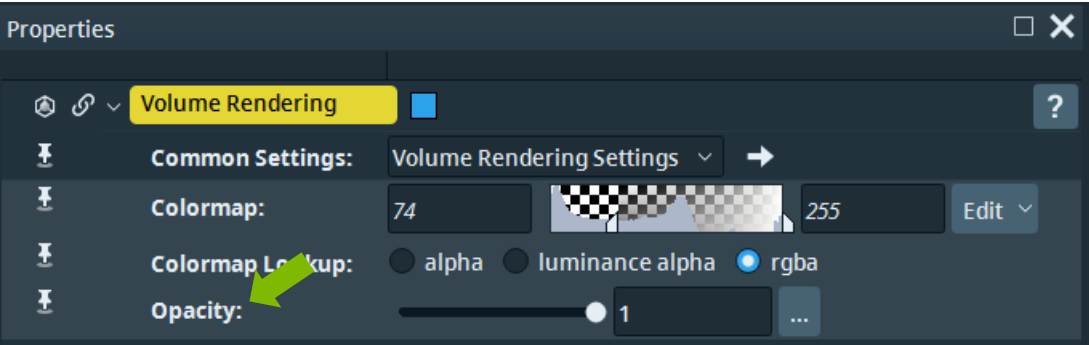 Properties
Volume Rendering ?
Common Settings: Volume Rendering Settings
Colormap: 74 255 Edit
Colormap Lookup: alpha luminance alpha rgba
Opacity: 1 ...